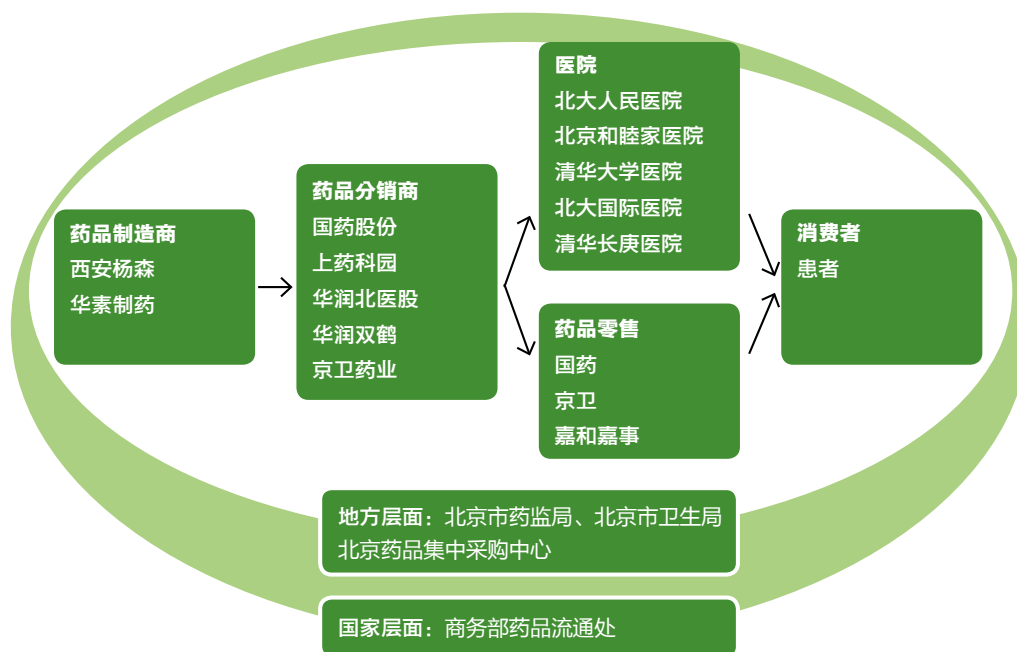 药品制造商
西安杨森
华素制药
药品分销商
国药股份
上药科园
华润北医股
华润双鹤
京卫药业
医院
北大人民医院
北京和睦家医院
清华大学医院
北大国际医院
清华长庚医院
药品零售
国药
京卫
嘉和嘉事
消费者
患者
地方层面：北京市药监局、北京市卫生局
北京药品集中采购中心
国家层面：商务部药品流通处